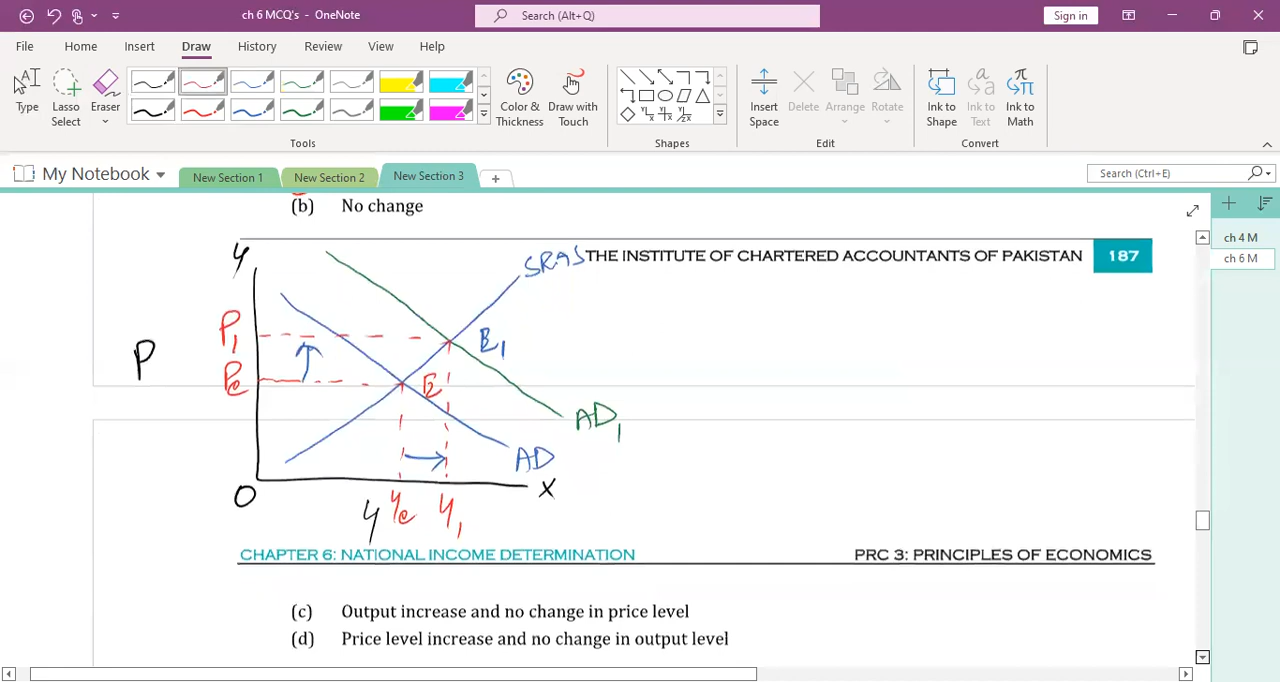 ch 6 MCQ's - OneNote
Search (Alt+Q)
Sign in
File Home Insert Draw History Review View Help
Type
Lasso Select
Eraser
Color & Thickness
Draw with Touch
Insert Space
Delete
Arrange
Rotate
Ink to Shape
Ink to Text
Ink to Math
Tools Shapes Edit Convert
My Notebook New Section 1 New Section 2 New Section 3 +
Search (Ctrl+E)
ch 4 M
ch 6 M
(b) No change
THE INSTITUTE OF CHARTERED ACCOUNTANTS OF PAKISTAN 187
y
SRAS
P1
E1
P
Pe
E
AD1
AD
O
X
y
ye
y1
CHAPTER 6: NATIONAL INCOME DETERMINATION PRC 3: PRINCIPLES OF ECONOMICS
(c) Output increase and no change in price level
(d) Price level increase and no change in output level